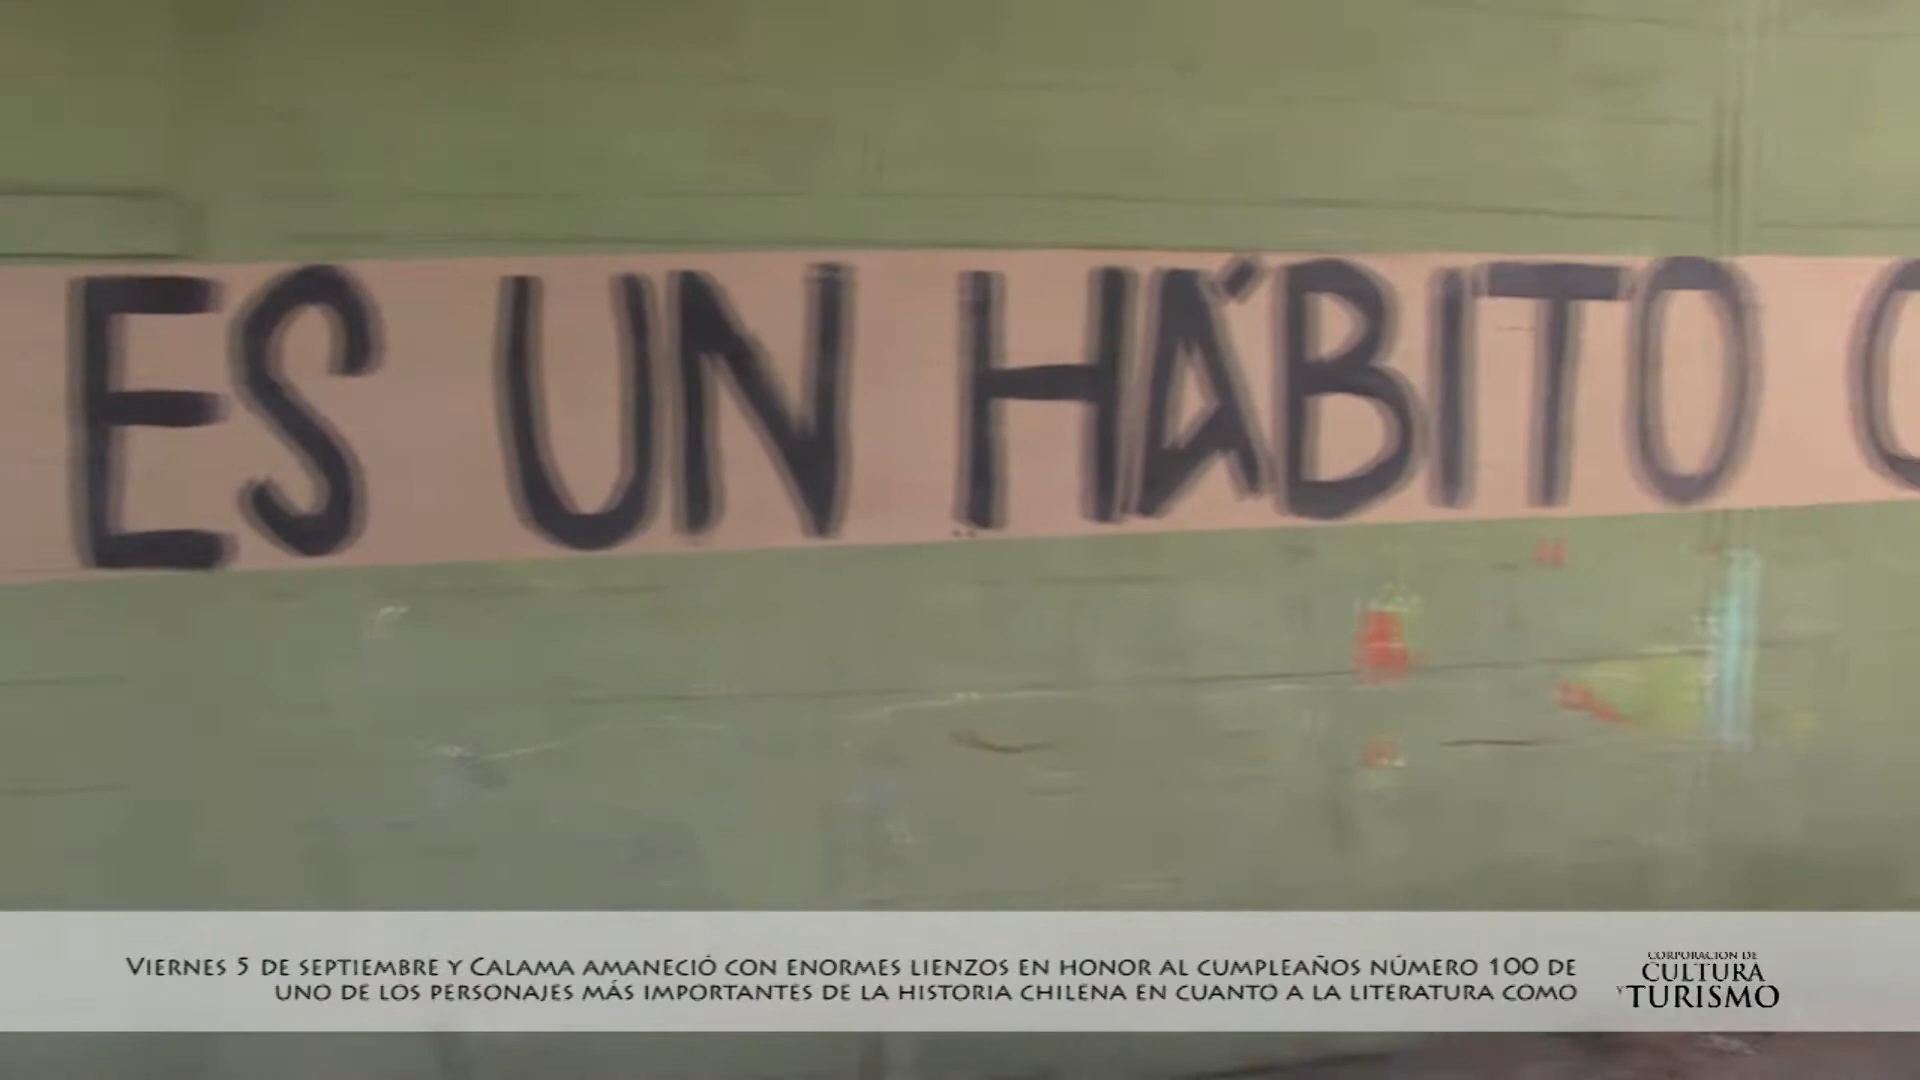 ES UN HÁBITO
VIERNES 5 DE SEPTIEMBRE Y CALAMA AMANECIÓ CON ENORMES LIENZOS EN HONOR AL CUMPLEAÑOS NÚMERO 100 DE
UNO DE LOS PERSONAJES MÁS IMPORTANTES DE LA HISTORIA CHILENA EN CUANTO A LA LITERATURA COMO
CORPORACIÓN DE
CULTURA
Y TURISMO